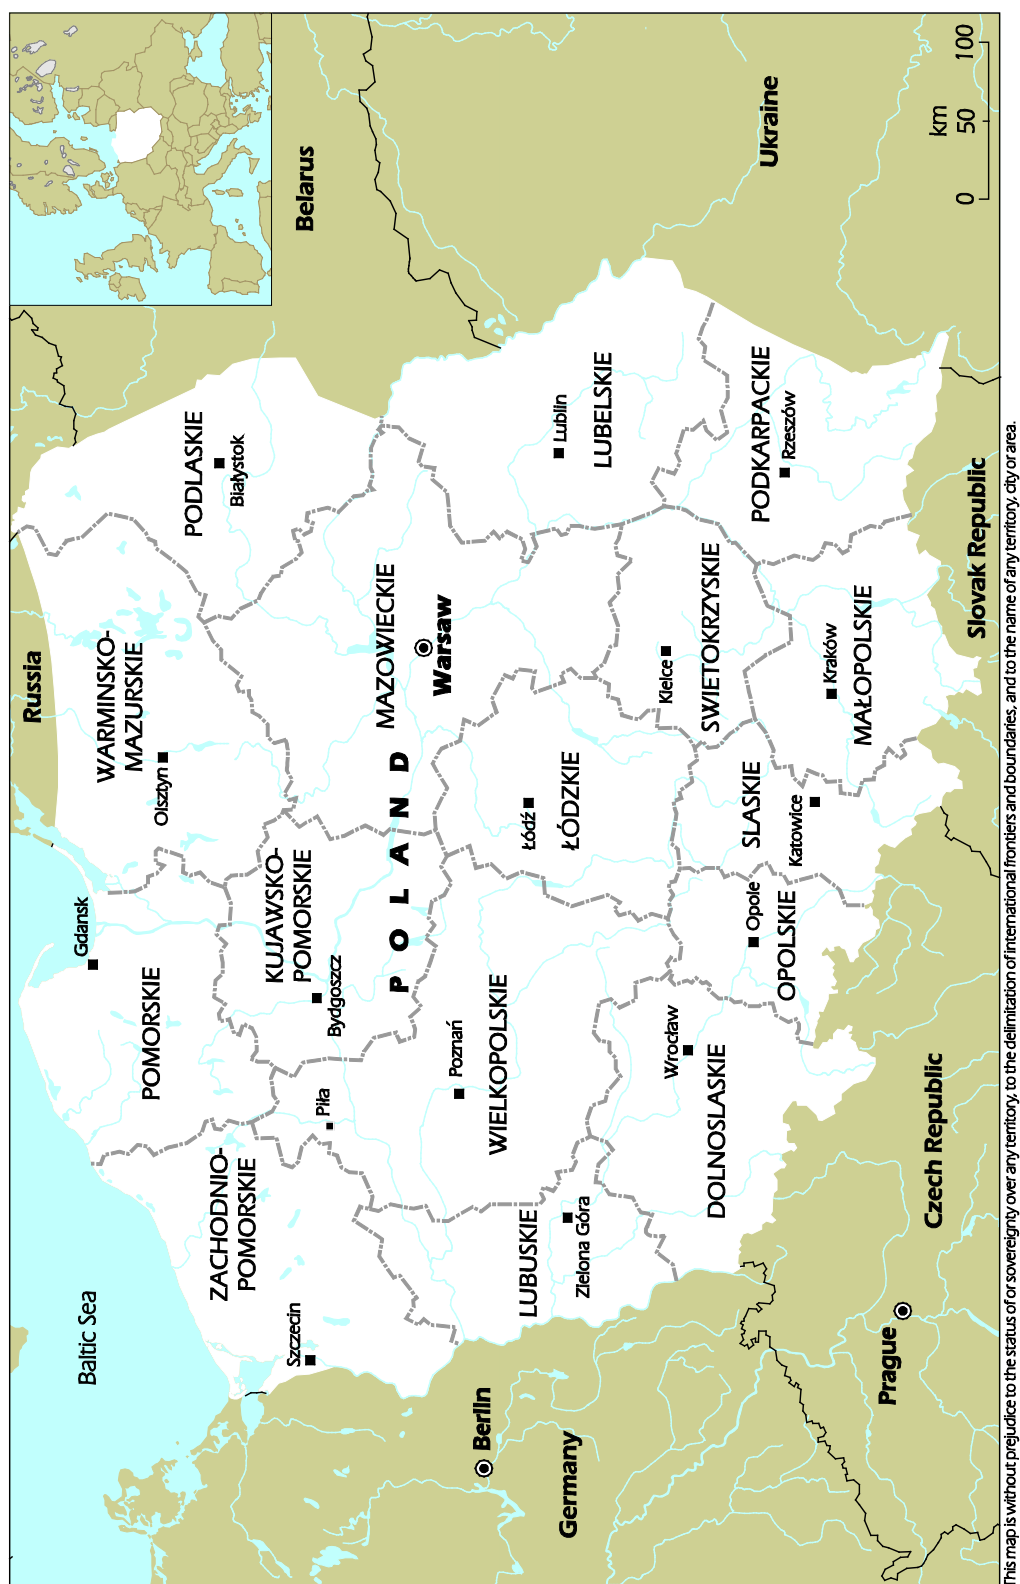 Baltic Sea
Russia
Gdansk
POMORSKIE
WARMINSKO-
MAZURSKIE
Olsztyn
PODLASKIE
Białystok
Belarus
ZACHODNIO-
POMORSKIE
Szczecin
KUJAWSKO-
POMORSKIE
Bydgoszcz
Piła
POLAND
MAZOWIECKIE
Warsaw
Berlin
Germany
Poznań
WIELKOPOLSKIE
LUBUSKIE
Zielona Góra
Łódź
ŁÓDZKIE
Lublin
LUBELSKIE
Wrocław
DOLNOSLASKIE
Kielce
SWIETOKRZYSKIE
Opole
OPOLSKIE
SLASKIE
Katowice
Kraków
MAŁOPOLSKIE
PODKARPACKIE
Rzeszów
Ukraine
Prague
Czech Republic
Slovak Republic
km
0 50 100
This map is without prejudice to the status of or sovereignty over any territory, to the delimitation of international frontiers and boundaries, and to the name of any territory, city or area.